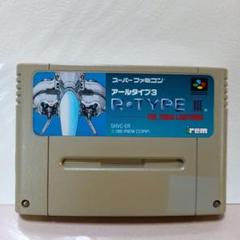 スーパーファミコン
アールタイプ3
R·TYPE III
THE THIRD LIGHTNING
SHVC-ER
irem